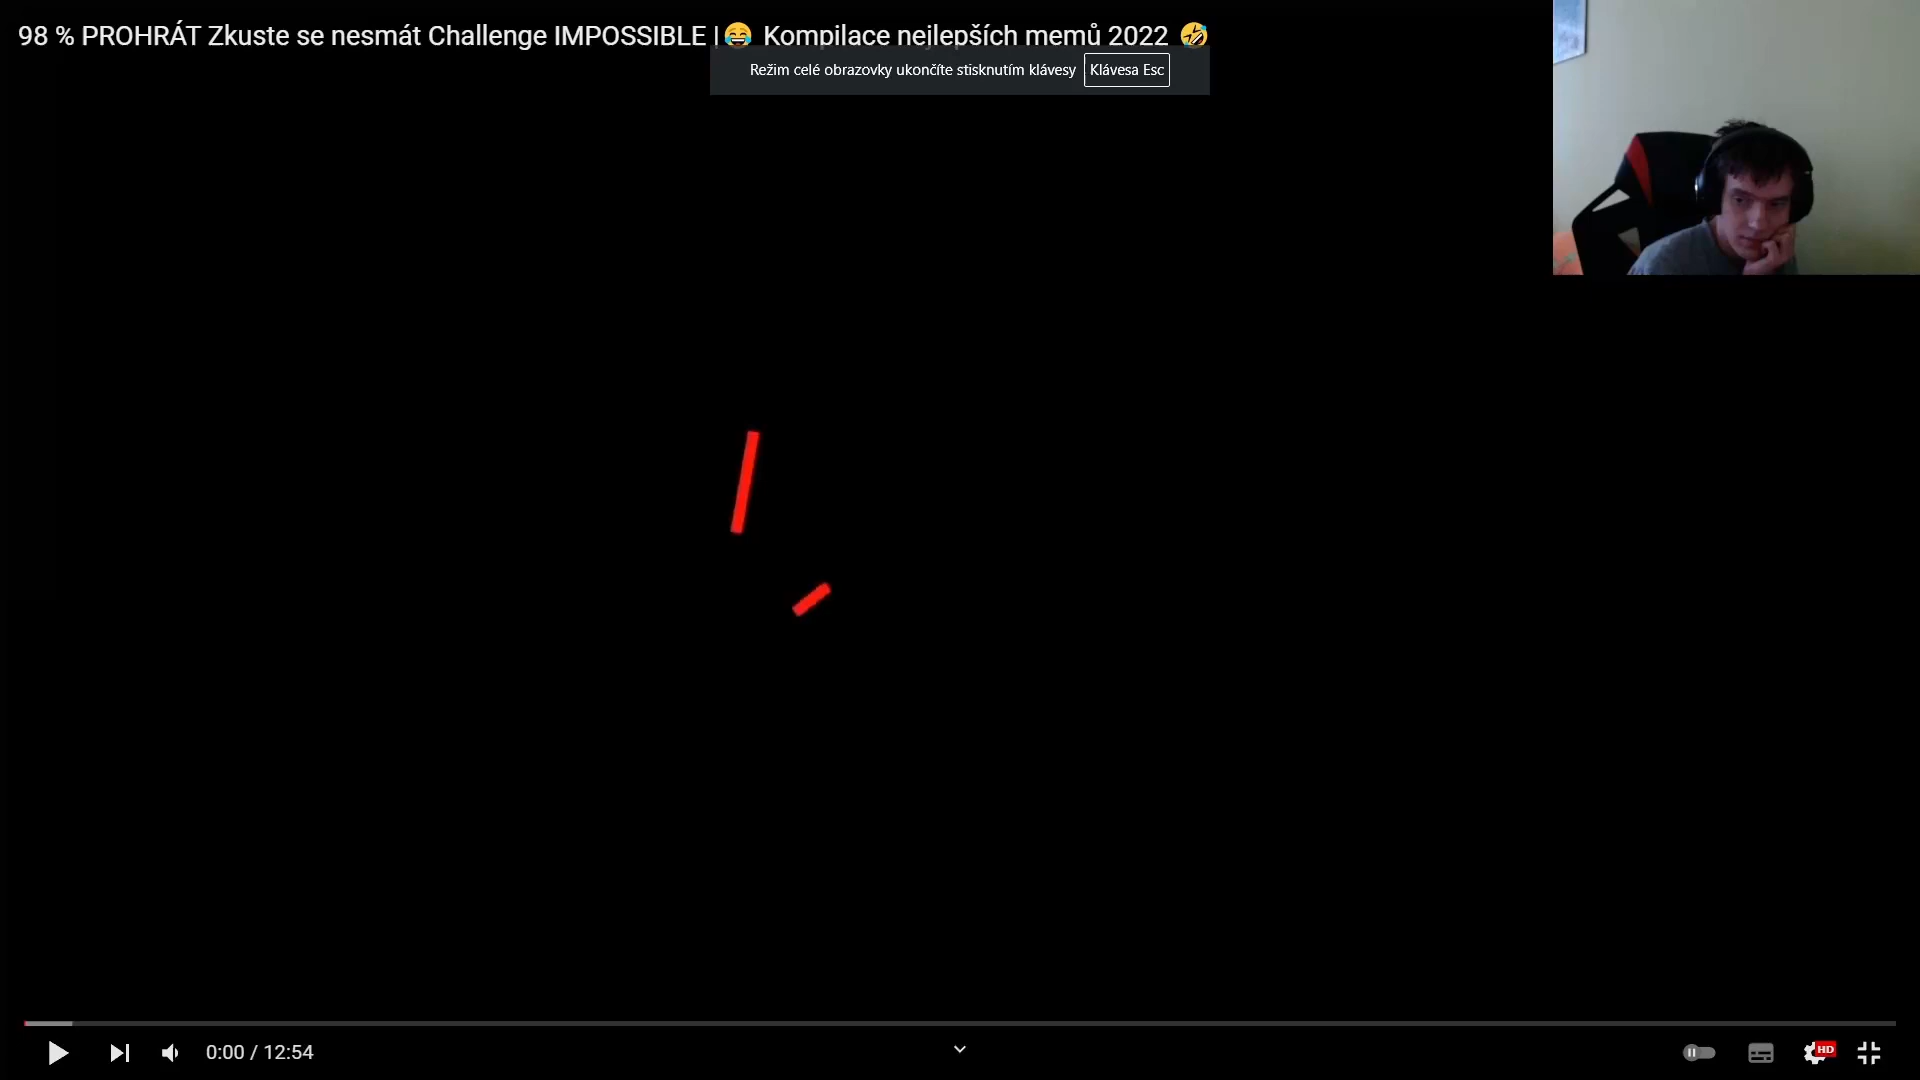 98 % PROHRÁT Zkuste se nesmát Challenge IMPOSSIBLE |😂 Kompilace nejlepších memů 2022 🤣
Režim celé obrazovky ukončíte stisknutím klávesy Klávesa Esc
0:00 / 12:54
HD